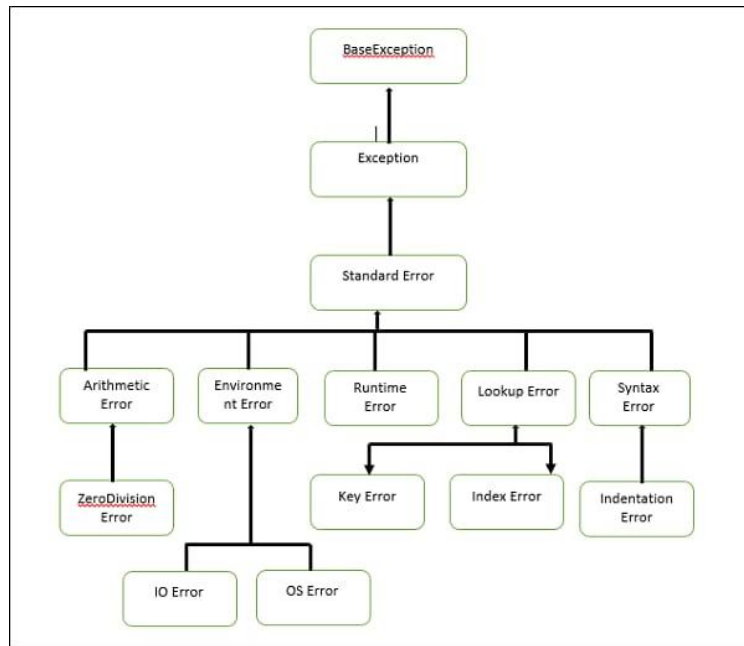 BaseException
Exception
Standard Error
Arithmetic
Error
Environme
nt Error
Runtime
Error
Lookup Error
Syntax
Error
ZeroDivision
Error
Key Error
Index Error
Indentation
Error
IO Error
OS Error